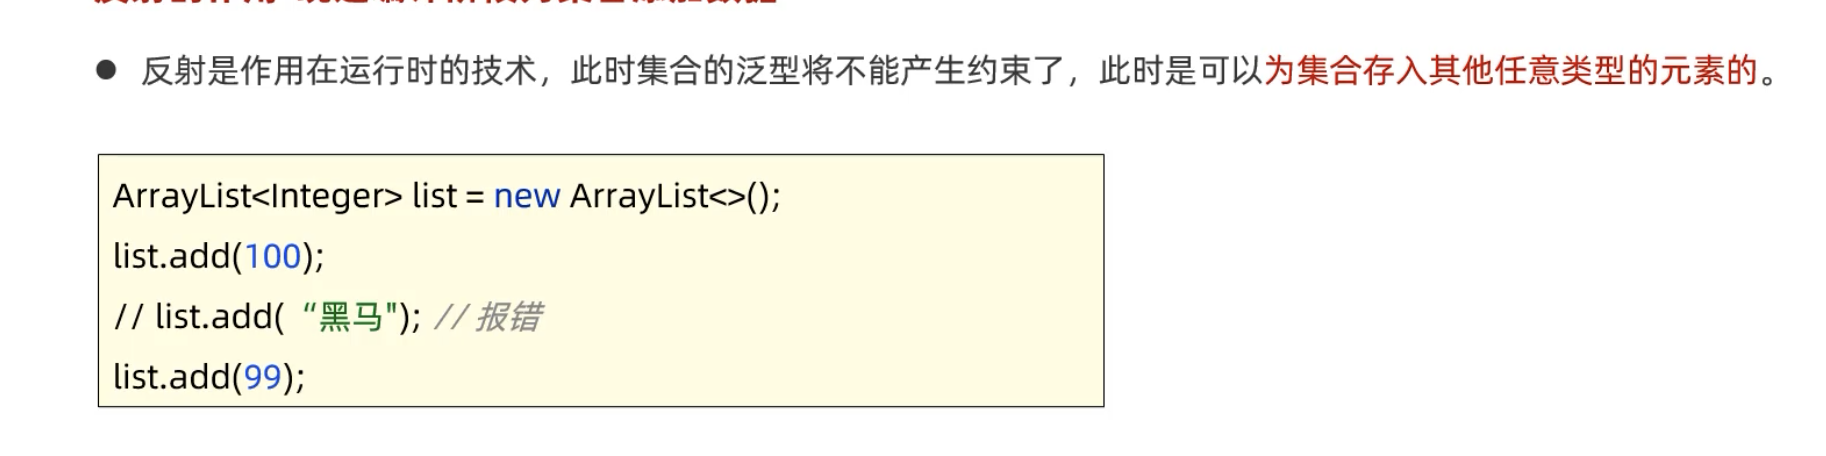 反射是作用在运行时的技术，此时集合的泛型将不能产生约束了，此时是可以为集合存入其他任意类型的元素的。
ArrayList<Integer> list = new ArrayList<>();
list.add(100);
// list.add( “黑马"); // 报错
list.add(99);